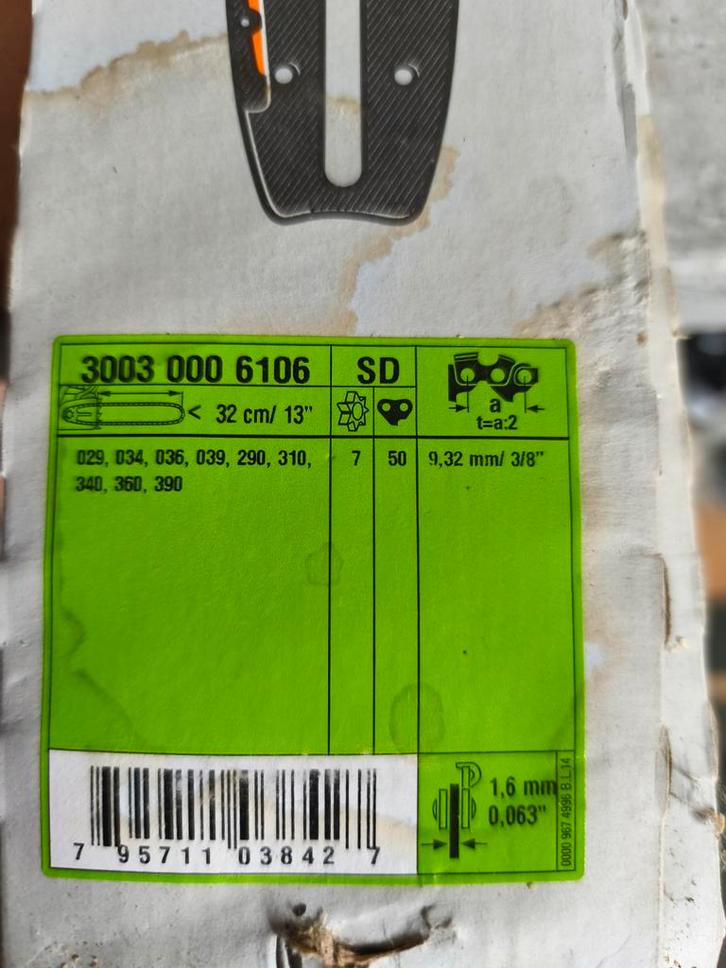 3003 000 6106 SD
< 32 cm/ 13"
a
t=a:2
029, 034, 036, 039, 290, 310, 7 50 9,32 mm/ 3/8"
340, 360, 390
1,6 mm
0,063"
0000 967 4996 B.L.14
7 95711 03842 7